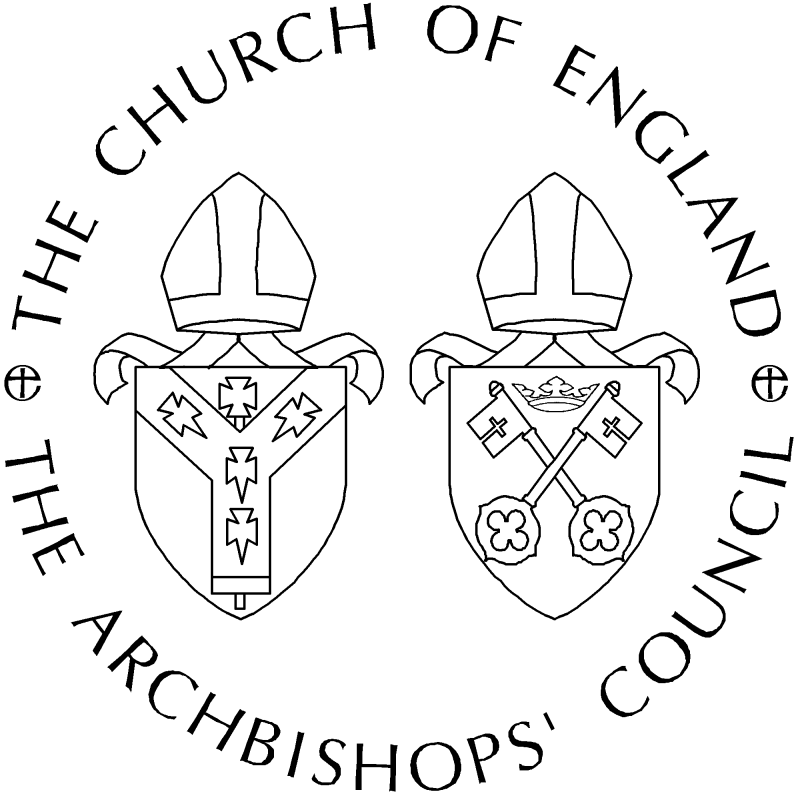 THE CHURCH OF ENGLAND
THE ARCHBISHOPS' COUNCIL